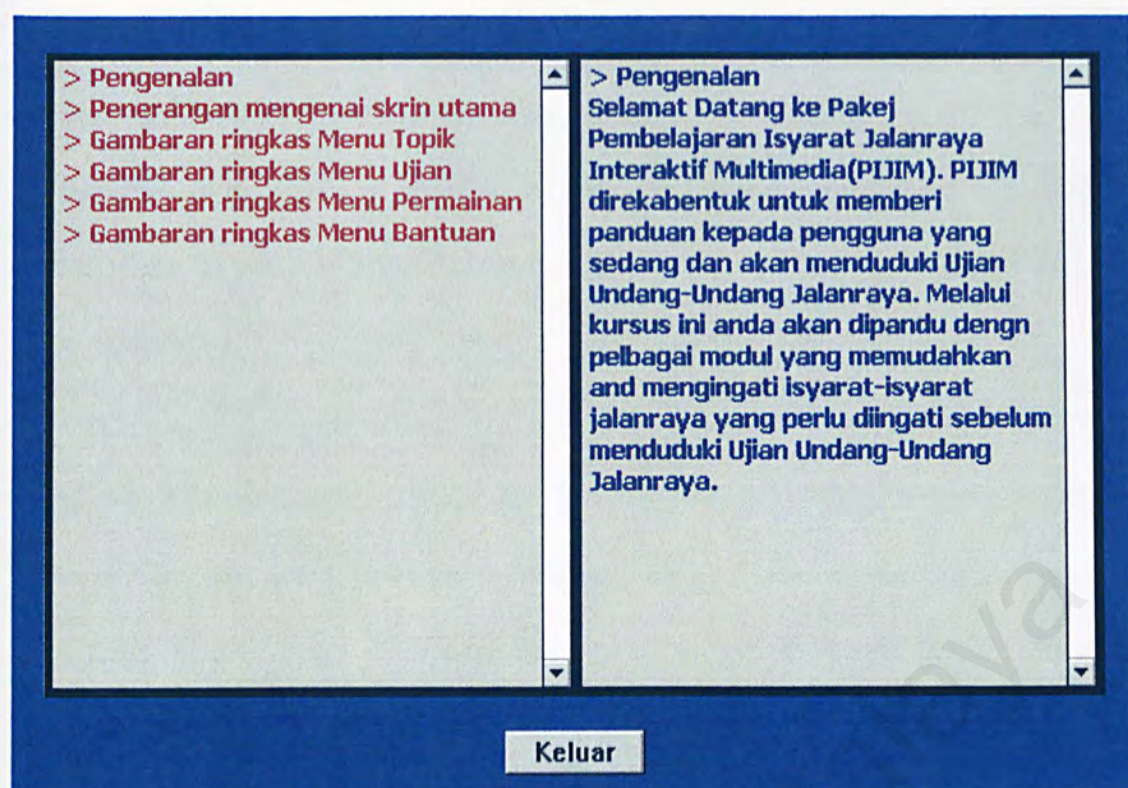 > Pengenalan
> Penerangan mengenai skrin utama
> Gambaran ringkas Menu Topik
> Gambaran ringkas Menu Ujian
> Gambaran ringkas Menu Permainan
> Gambaran ringkas Menu Bantuan
> Pengenalan
Selamat Datang ke Pakej
Pembelajaran Isyarat Jalanraya
Interaktif Multimedia(PIJIM). PIJIM
direkabentuk untuk memberi
panduan kepada pengguna yang
sedang dan akan menduduki Ujian
Undang-Undang Jalanraya. Melalui
kursus ini anda akan dipandu dengn
pelbagai modul yang memudahkan
and mengingati isyarat-isyarat
jalanraya yang perlu diingati sebelum
menduduki Ujian Undang-Undang
Jalanraya.
Keluar